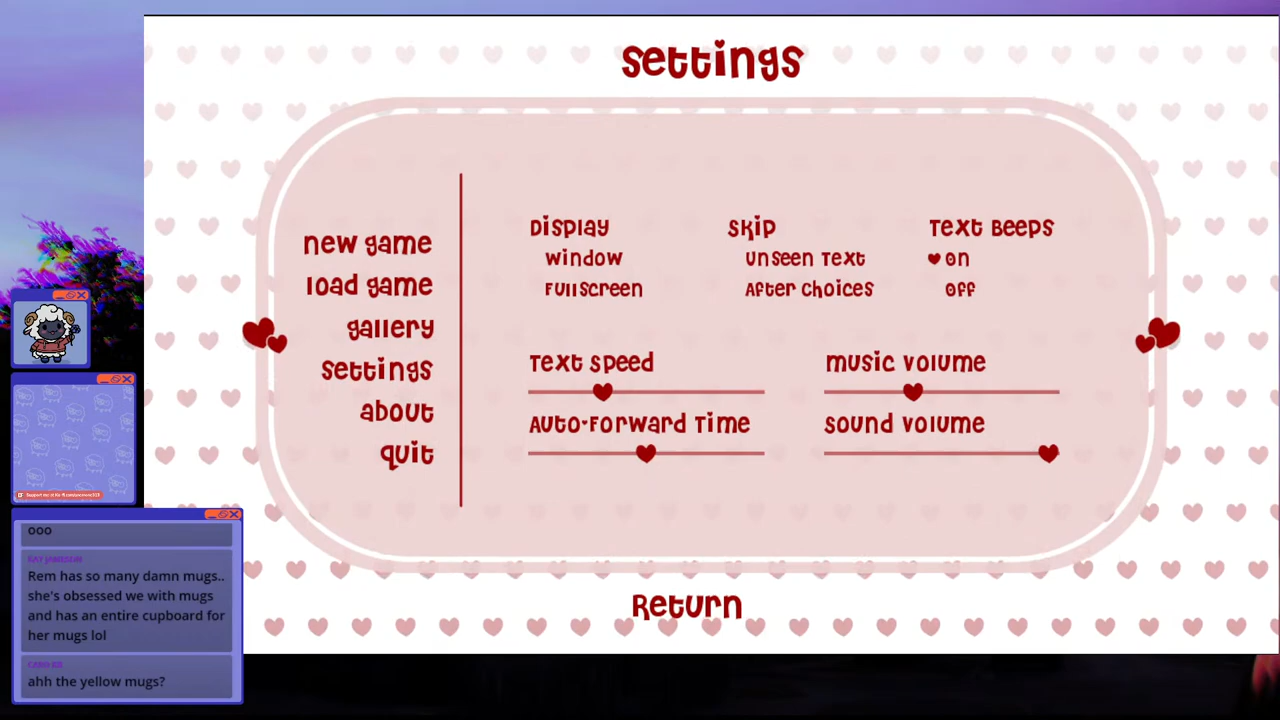 settings
new game
load game
gallery
settings
about
quit
Display
Window
Fullscreen
Skip
Unseen Text
After Choices
Text Beeps
On
Off
Text Speed
Auto-Forward Time
Music Volume
Sound Volume
Return
ooo
Rem has so many damn mugs..
she's obsessed we with mugs
and has an entire cupboard for
her mugs lol
ahh the yellow mugs?